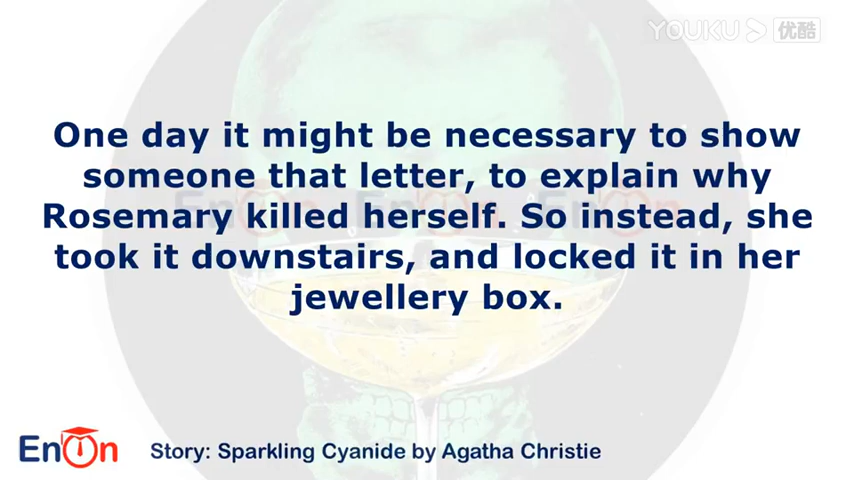 YOUKU 优酷
One day it might be necessary to show
someone that letter, to explain why
Rosemary killed herself. So instead, she
took it downstairs, and locked it in her
jewellery box.
EnOn
Story: Sparkling Cyanide by Agatha Christie